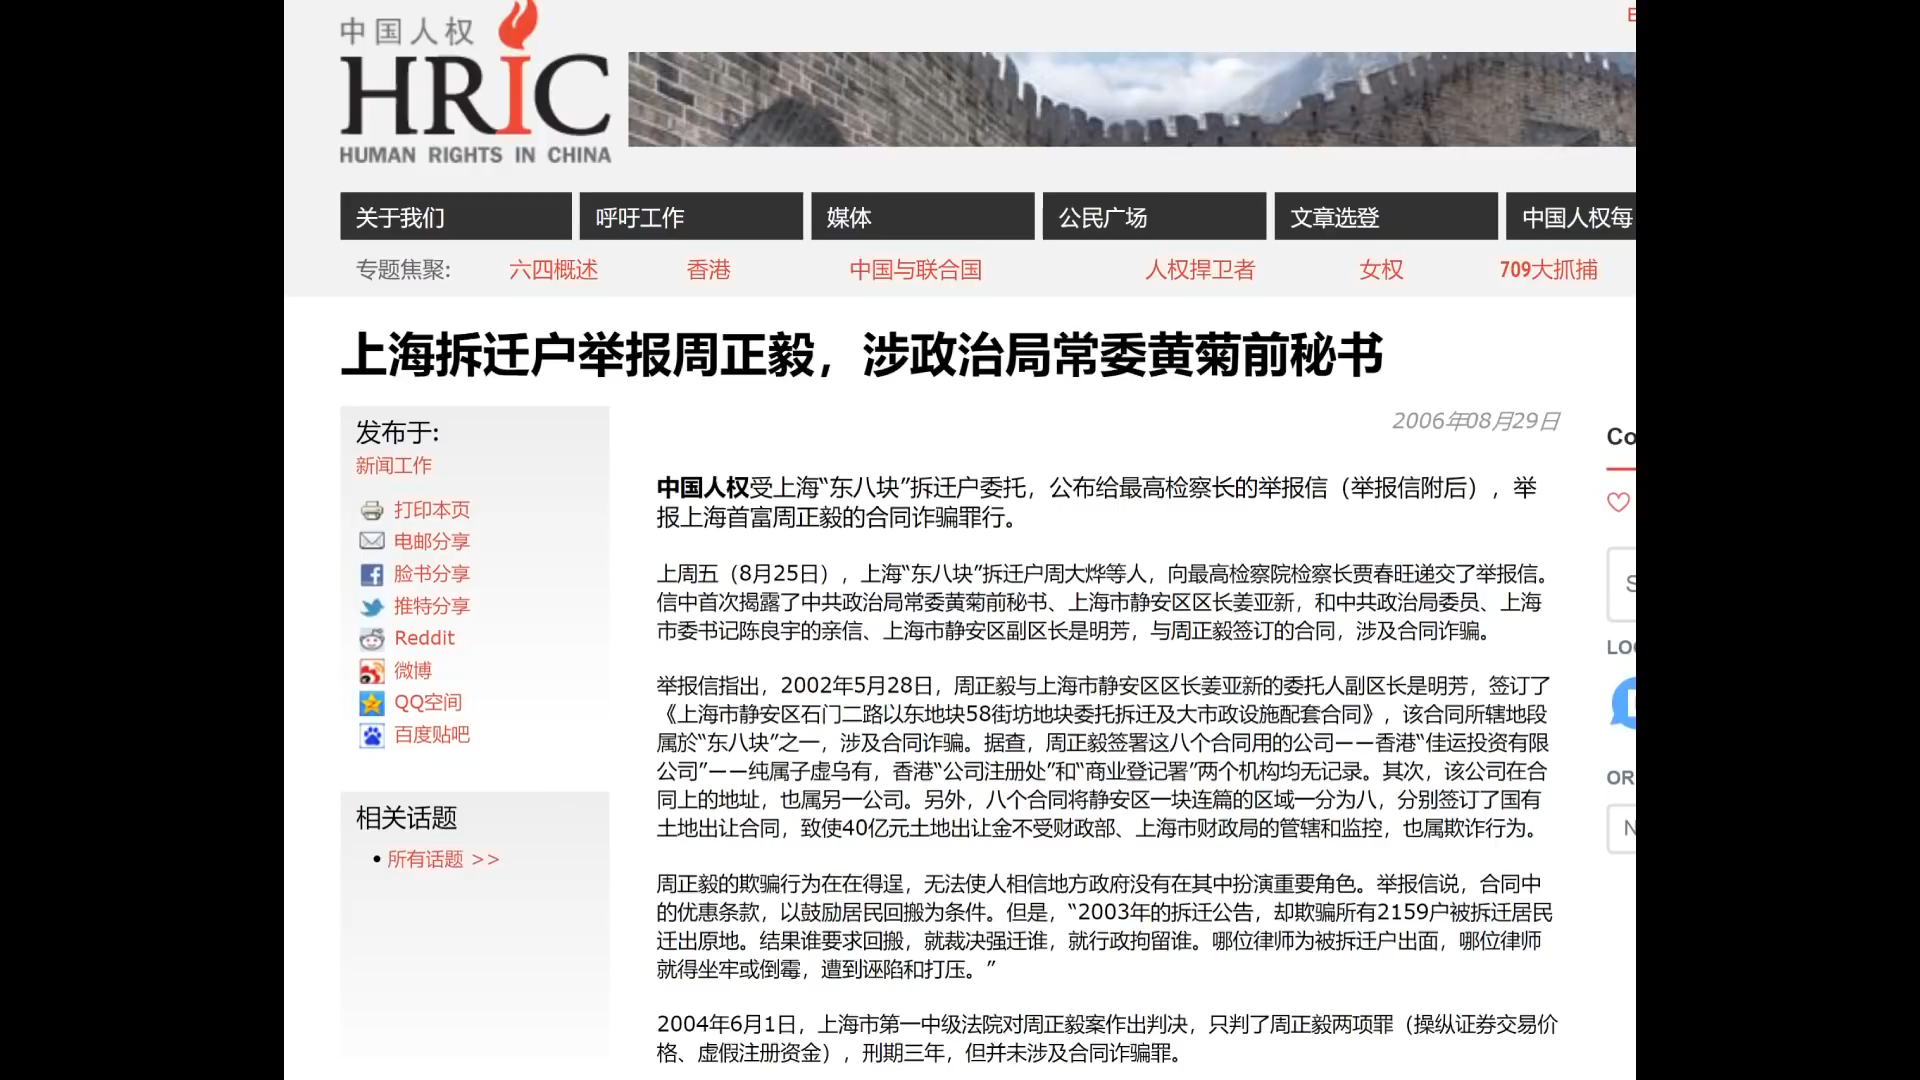 中国人权
HRIC
HUMAN RIGHTS IN CHINA
关于我们
呼吁工作
媒体
公民广场
文章选登
中国人权每
专题焦聚:
六四概述
香港
中国与联合国
人权捍卫者
女权
709大抓捕
上海拆迁户举报周正毅，涉政治局常委黄菊前秘书
发布于:
新闻工作
打印本页
电邮分享
脸书分享
推特分享
Reddit
微博
QQ空间
百度贴吧
相关话题
• 所有话题 >>
2006年08月29日
中国人权受上海“东八块”拆迁户委托，公布给最高检察长的举报信（举报信附后），举
报上海首富周正毅的合同诈骗罪行。
上周五（8月25日），上海“东八块”拆迁户周大烨等人，向最高检察院检察长贾春旺递交了举报信。
信中首次揭露了中共政治局常委黄菊前秘书、上海市静安区区长姜亚新，和中共政治局委员、上海
市委书记陈良宇的亲信、上海市静安区副区长是明芳，与周正毅签订的合同，涉及合同诈骗。
举报信指出，2002年5月28日，周正毅与上海市静安区区长姜亚新的委托人副区长是明芳，签订了
《上海市静安区石门二路以东地块58街坊地块委托拆迁及大市政设施配套合同》，该合同所辖地段
属於“东八块”之一，涉及合同诈骗。据查，周正毅签署这八个合同用的公司——香港“佳运投资有限
公司”——纯属子虚乌有，香港“公司注册处”和“商业登记署”两个机构均无记录。其次，该公司在合
同上的地址，也属另一公司。另外，八个合同将静安区一块连篇的区域一分为八，分别签订了国有
土地出让合同，致使40亿元土地出让金不受财政部、上海市财政局的管辖和监控，也属欺诈行为。
周正毅的欺骗行为在在得逞，无法使人相信地方政府没有在其中扮演重要角色。举报信说，合同中
的优惠条款，以鼓励居民回搬为条件。但是，“2003年的拆迁公告，却欺骗所有2159户被拆迁居民
迁出原地。结果谁要求回搬，就裁决强迁谁，就行政拘留谁。哪位律师为被拆迁户出面，哪位律师
就得坐牢或倒霉，遭到诬陷和打压。”
2004年6月1日，上海市第一中级法院对周正毅案作出判决，只判了周正毅两项罪（操纵证券交易价
格、虚假注册资金），刑期三年，但并未涉及合同诈骗罪。
Co
LO
OR
N